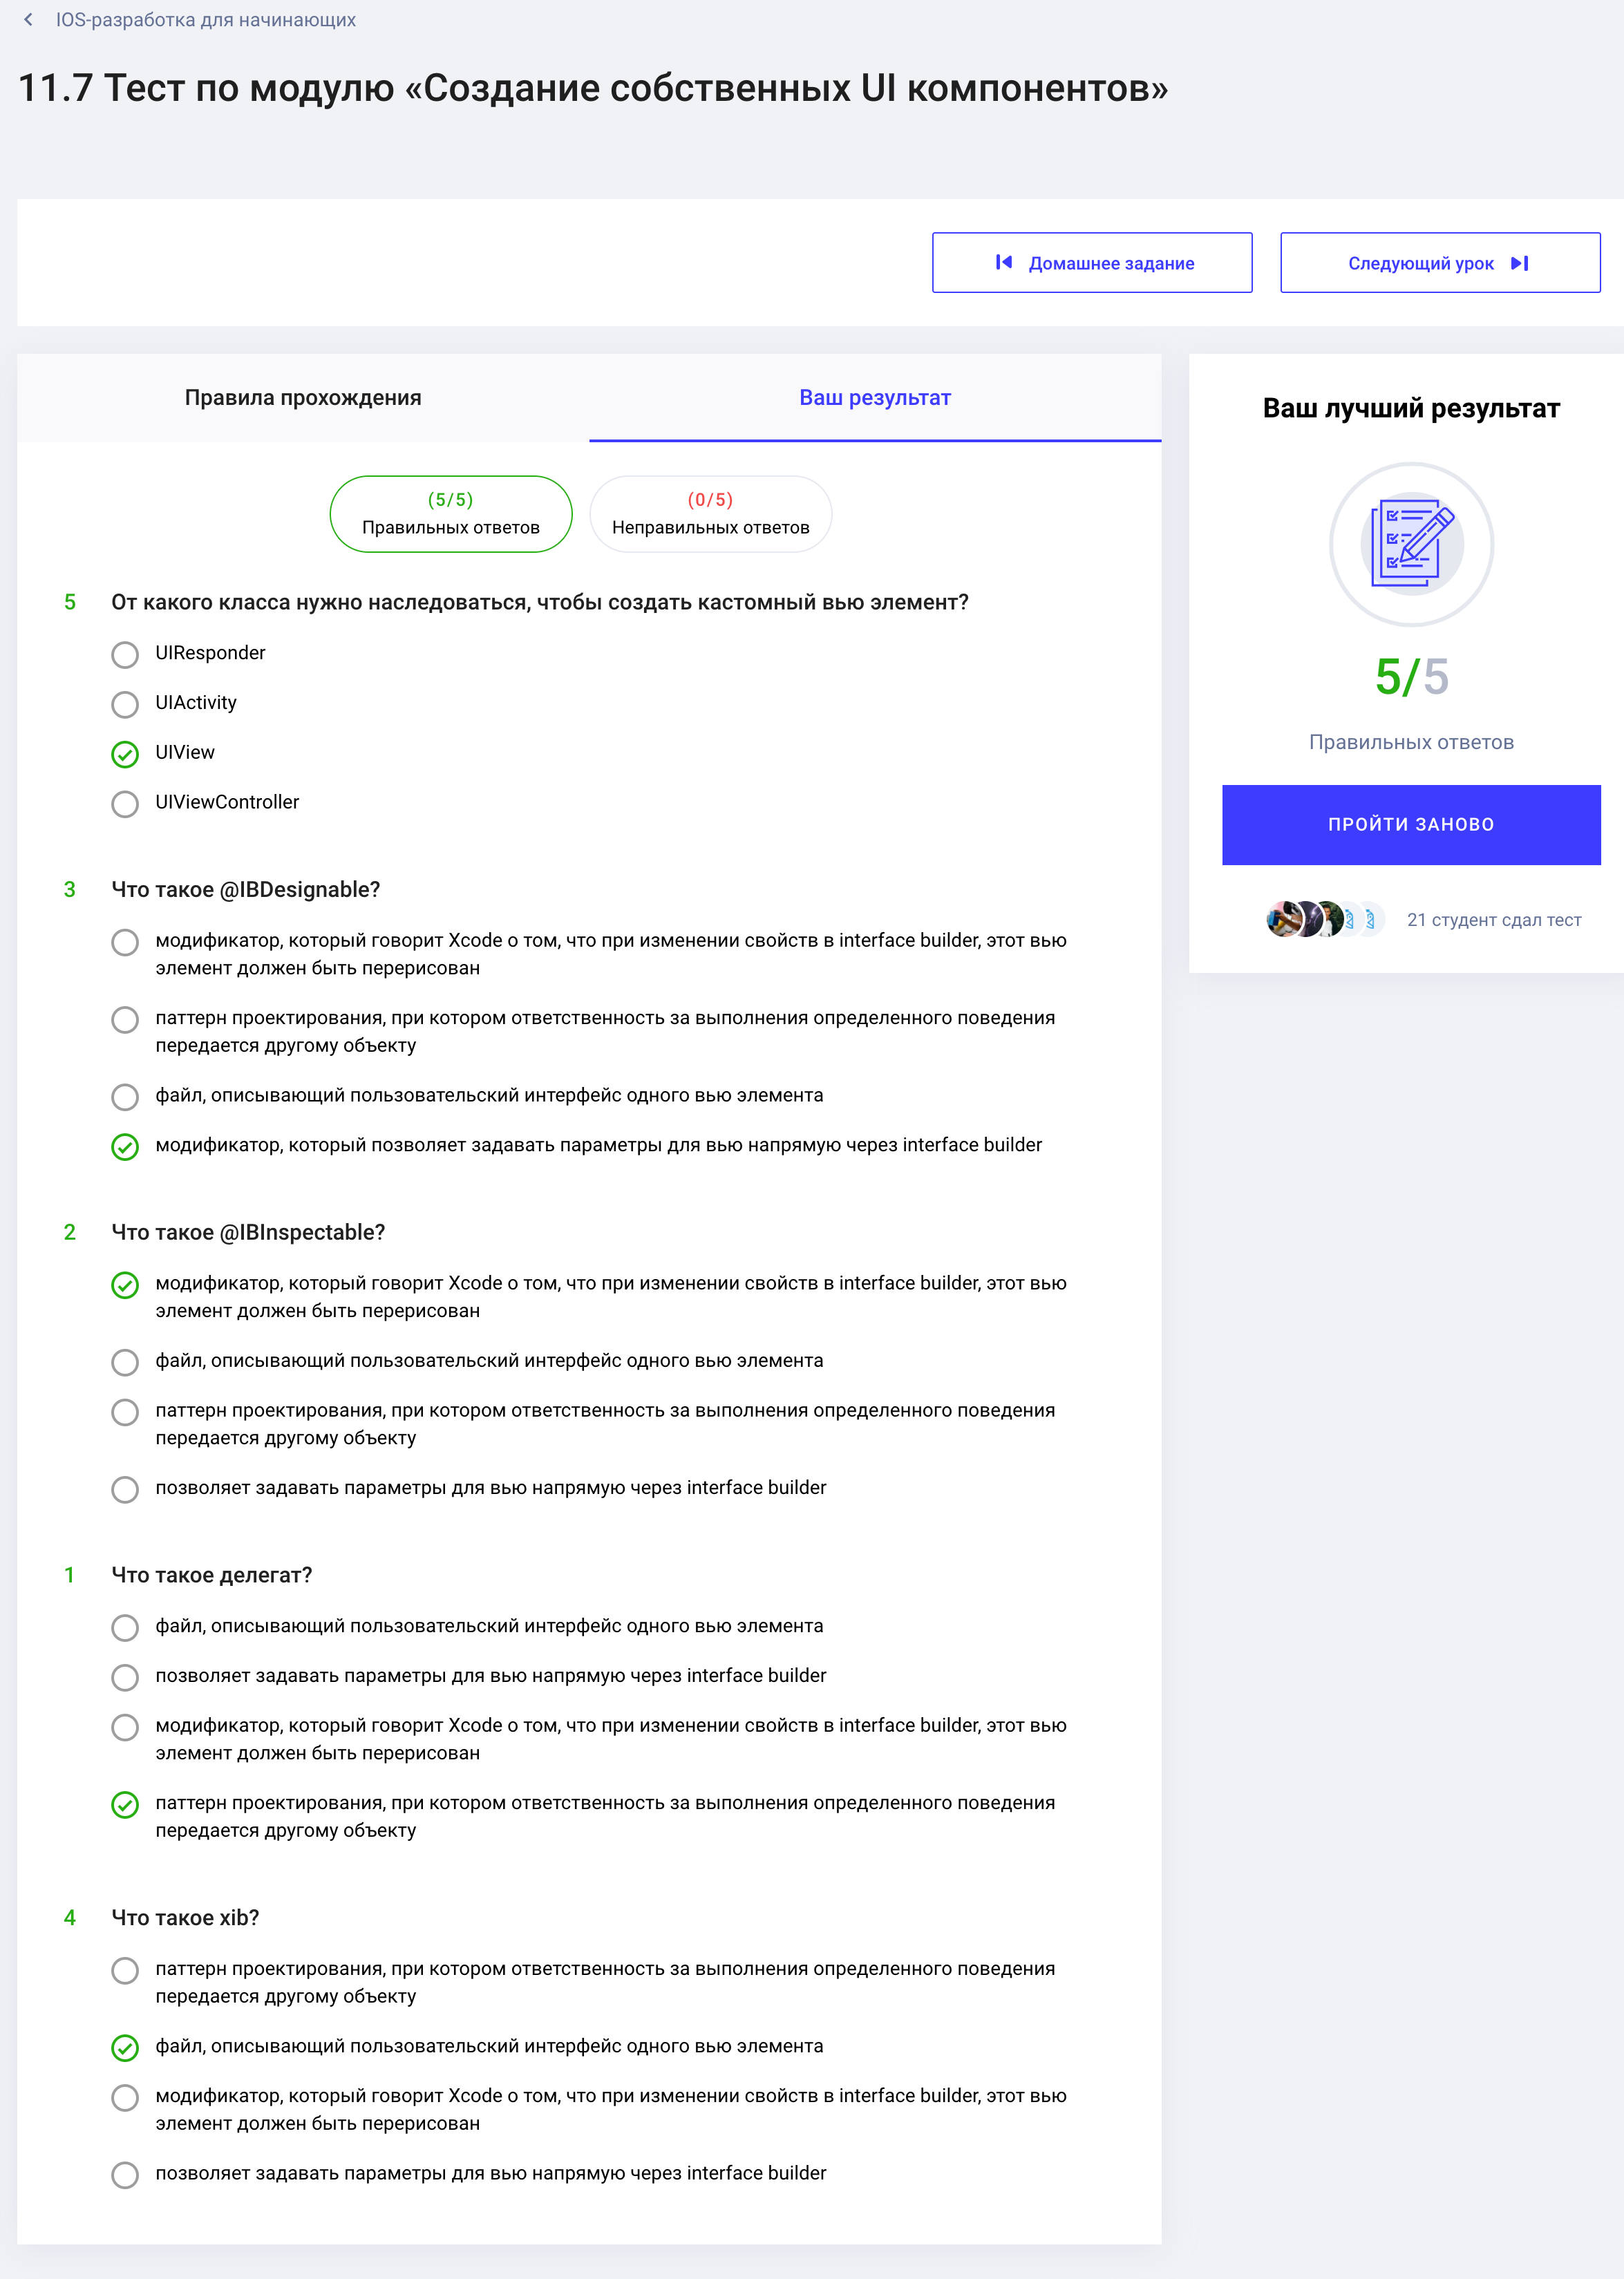 IOS-разработка для начинающих
11.7 Тест по модулю «Создание собственных UI компонентов»
Домашнее задание
Следующий урок
Правила прохождения
Ваш результат
(5/5)
Правильных ответов
(0/5)
Неправильных ответов
5 От какого класса нужно наследоваться, чтобы создать кастомный вью элемент?
UIResponder
UIActivity
UIView
UIViewController
3 Что такое @IBDesignable?
модификатор, который говорит Xcode о том, что при изменении свойств в interface builder, этот вью
элемент должен быть перерисован
паттерн проектирования, при котором ответственность за выполнения определенного поведения
передается другому объекту
файл, описывающий пользовательский интерфейс одного вью элемента
модификатор, который позволяет задавать параметры для вью напрямую через interface builder
2 Что такое @IBInspectable?
модификатор, который говорит Xcode о том, что при изменении свойств в interface builder, этот вью
элемент должен быть перерисован
файл, описывающий пользовательский интерфейс одного вью элемента
паттерн проектирования, при котором ответственность за выполнения определенного поведения
передается другому объекту
позволяет задавать параметры для вью напрямую через interface builder
1 Что такое делегат?
файл, описывающий пользовательский интерфейс одного вью элемента
позволяет задавать параметры для вью напрямую через interface builder
модификатор, который говорит Xcode о том, что при изменении свойств в interface builder, этот вью
элемент должен быть перерисован
паттерн проектирования, при котором ответственность за выполнения определенного поведения
передается другому объекту
4 Что такое xib?
паттерн проектирования, при котором ответственность за выполнения определенного поведения
передается другому объекту
файл, описывающий пользовательский интерфейс одного вью элемента
модификатор, который говорит Xcode о том, что при изменении свойств в interface builder, этот вью
элемент должен быть перерисован
позволяет задавать параметры для вью напрямую через interface builder
Ваш лучший результат
5/5
Правильных ответов
ПРОЙТИ ЗАНОВО
21 студент сдал тест